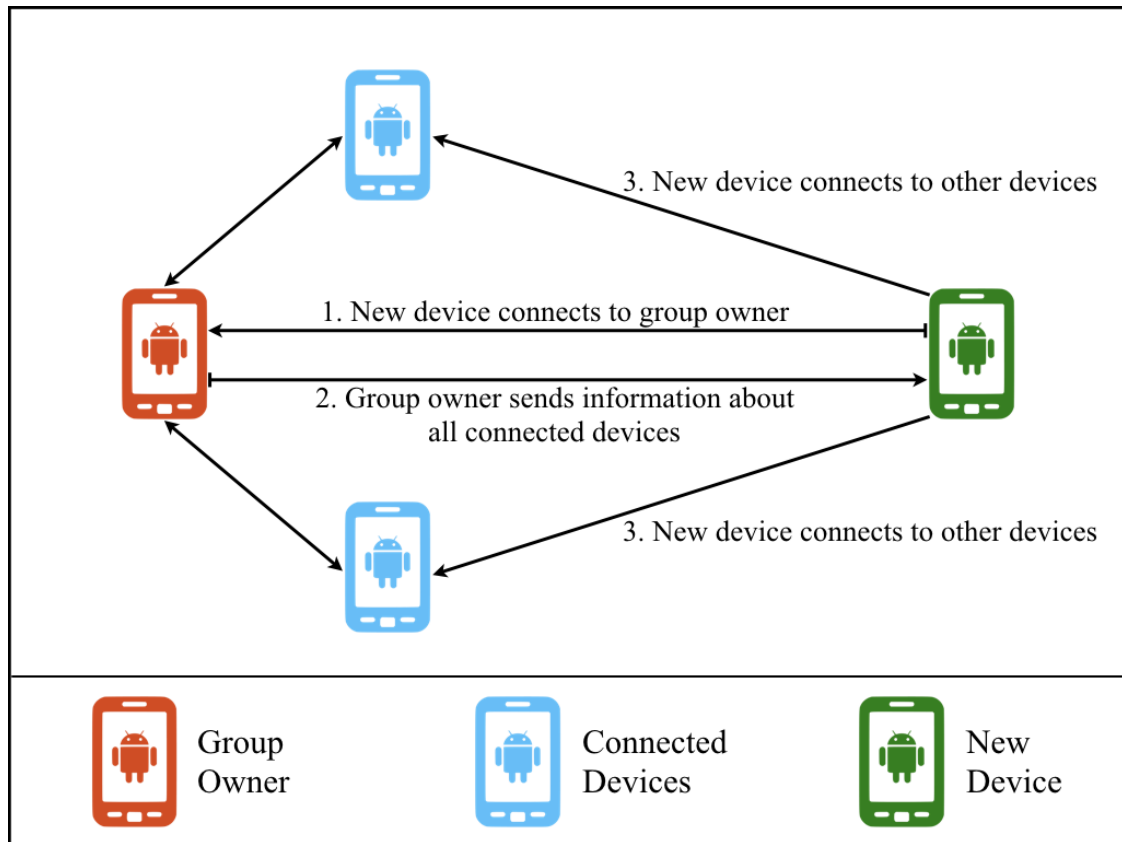 3. New device connects to other devices
1. New device connects to group owner
2. Group owner sends information about
all connected devices
3. New device connects to other devices
Group
Owner
Connected
Devices
New
Device